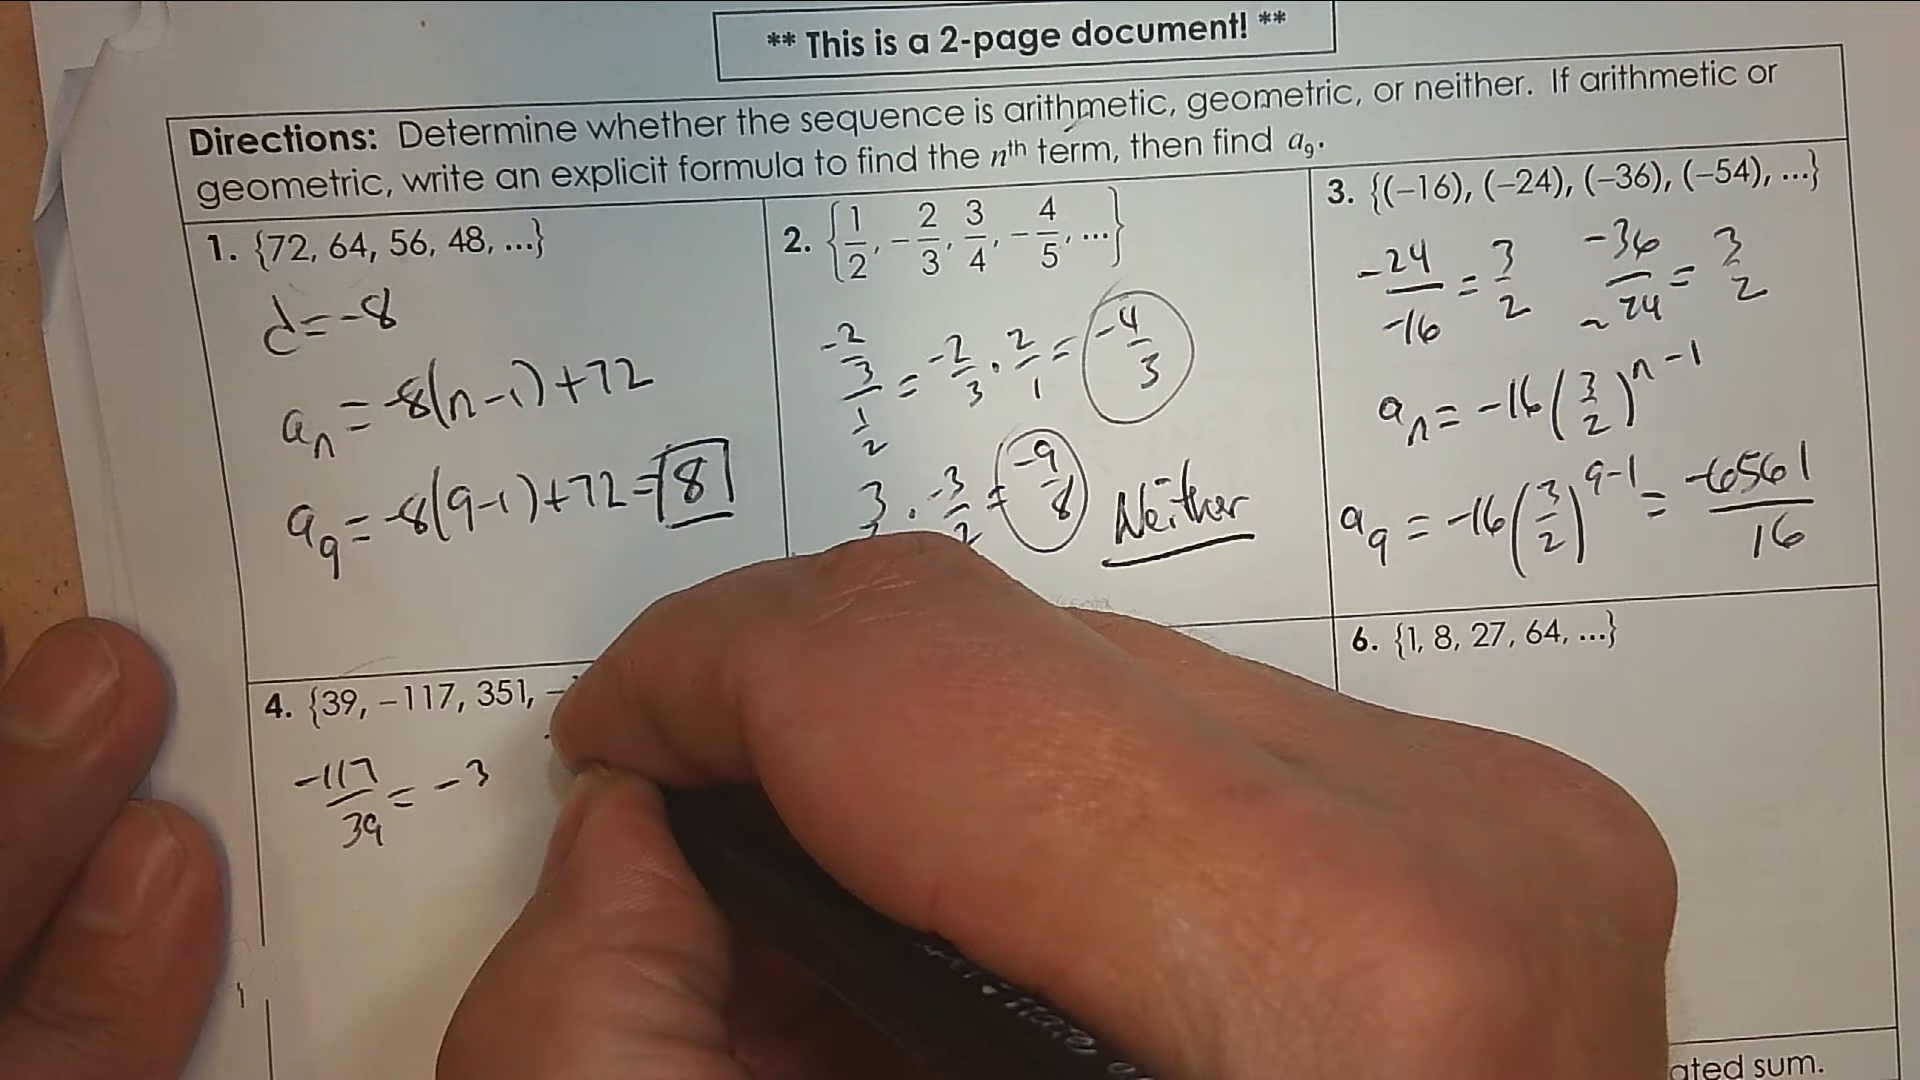 ** This is a 2-page document! **
Directions: Determine whether the sequence is arithmetic, geometric, or neither. If arithmetic or
geometric, write an explicit formula to find the nth term, then find a₉.
1. {72, 64, 56, 48, ...}
d=-8
aₙ = -8(n-1)+72
a₉ = -8(9-1)+72=8
2. {1/2, -2/3, 3/4, -4/5, ...}
-2/3 / 1/2 = -2/3 · 2/1 = -4/3
3 · -3/2 = -9/8
Neither
3. {(-16), (-24), (-36), (-54), ...}
-24/-16 = 3/2 -36/-24 = 3/2
aₙ = -16(3/2)ⁿ⁻¹
a₉ = -16(3/2)⁹⁻¹ = -6561/16
4. {39, -117, 351, -
-117/39 = -3
6. {1, 8, 27, 64, ...}
ated sum.